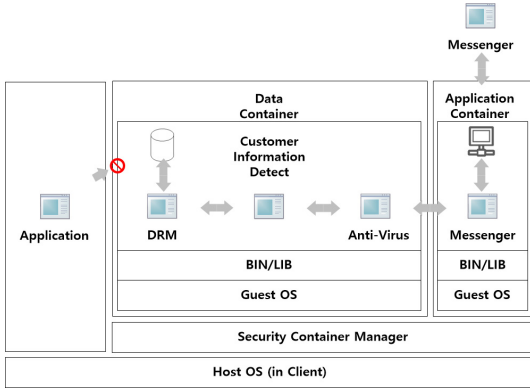 Messenger
Data
Container
Application
Container
Customer
Information
Detect
Application
DRM
Anti-Virus
Messenger
BIN/LIB
BIN/LIB
Guest OS
Guest OS
Security Container Manager
Host OS (in Client)